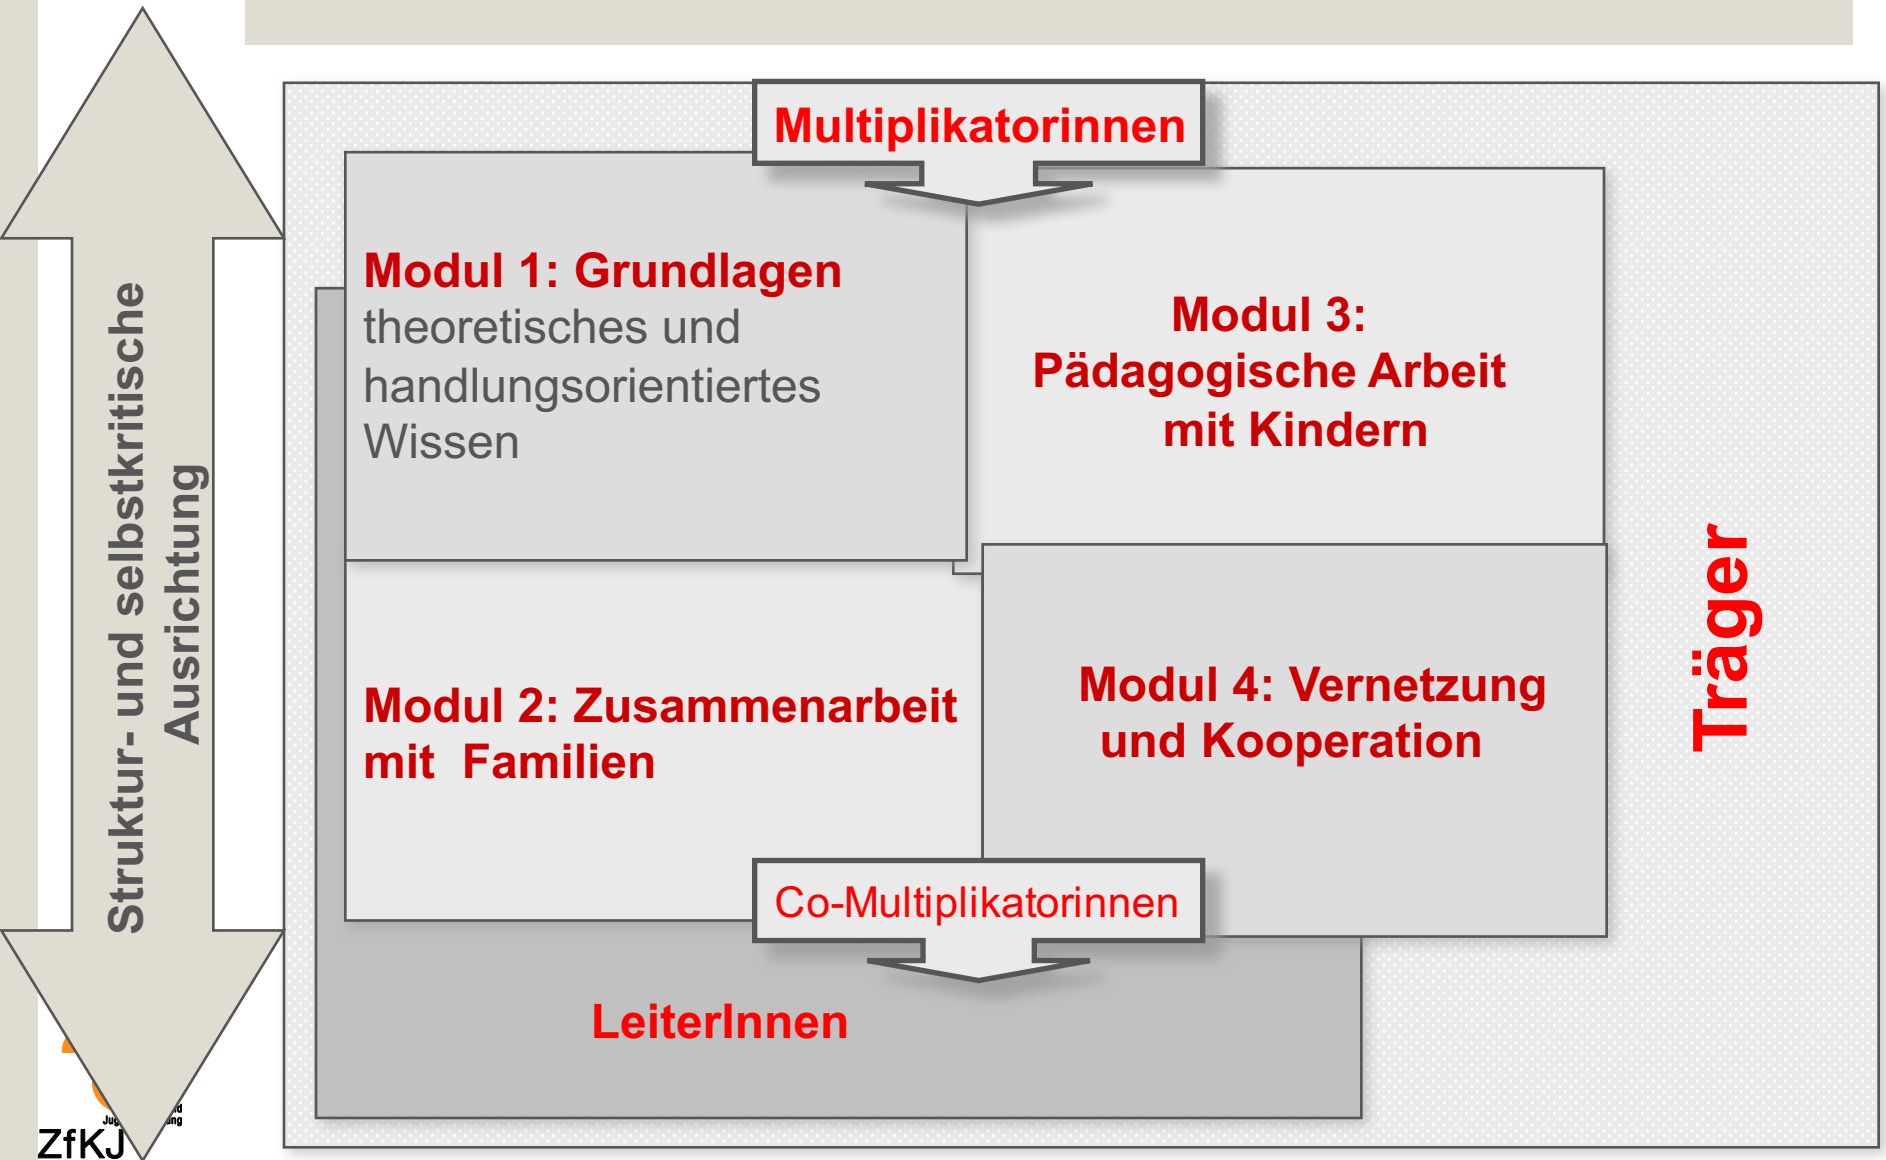 Multiplikatorinnen
Modul 1: Grundlagen
theoretisches und
handlungsorientiertes
Wissen
Modul 3:
Pädagogische Arbeit
mit Kindern
Struktur- und selbstkritische
Ausrichtung
Modul 2: Zusammenarbeit
mit Familien
Modul 4: Vernetzung
und Kooperation
Träger
Co-Multiplikatorinnen
LeiterInnen
ZfKJ